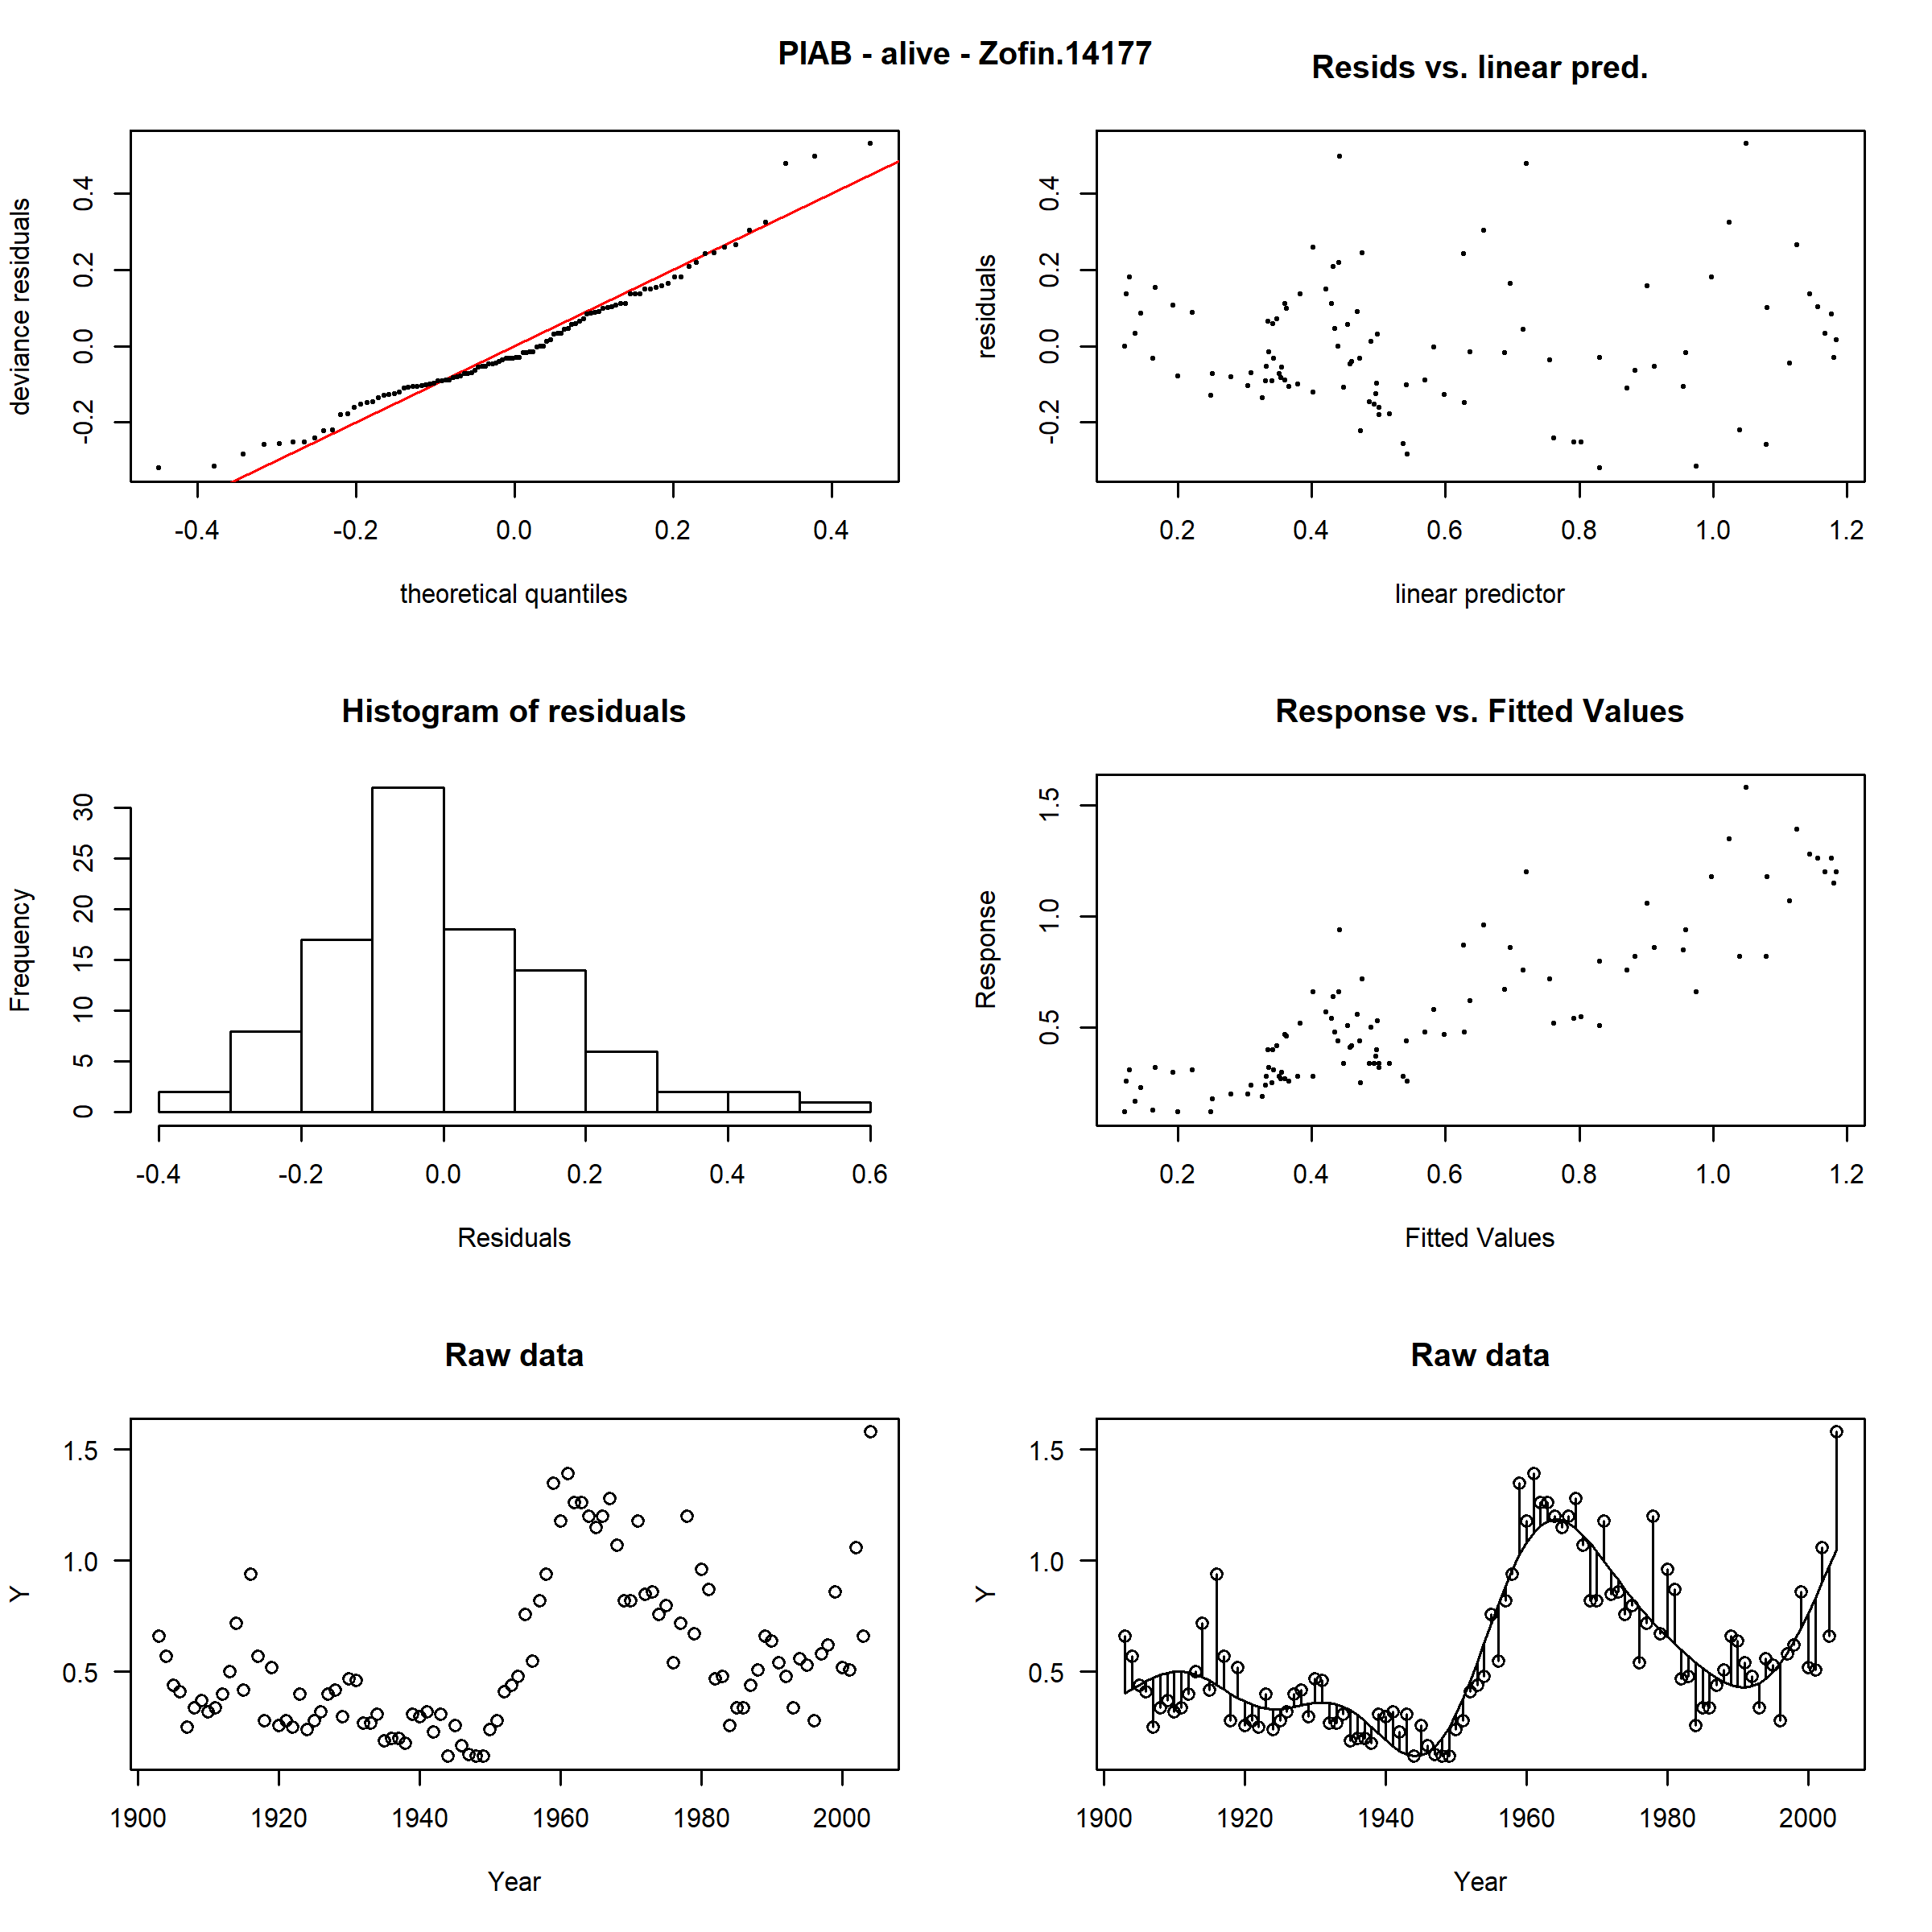 PIAB - alive - Zofin.14177
deviance residuals
-0.2 0.0 0.2 0.4
-0.4 -0.2 0.0 0.2 0.4
theoretical quantiles
Resids vs. linear pred.
residuals
-0.2 0.0 0.2 0.4
0.2 0.4 0.6 0.8 1.0 1.2
linear predictor
Histogram of residuals
Frequency
0 5 10 15 20 25 30
-0.4 -0.2 0.0 0.2 0.4 0.6
Residuals
Response vs. Fitted Values
Response
0.5 1.0 1.5
0.2 0.4 0.6 0.8 1.0 1.2
Fitted Values
Raw data
Y
1.5
1.0
0.5
1900 1920 1940 1960 1980 2000
Year
Raw data
Y
1.5
1.0
0.5
1900 1920 1940 1960 1980 2000
Year